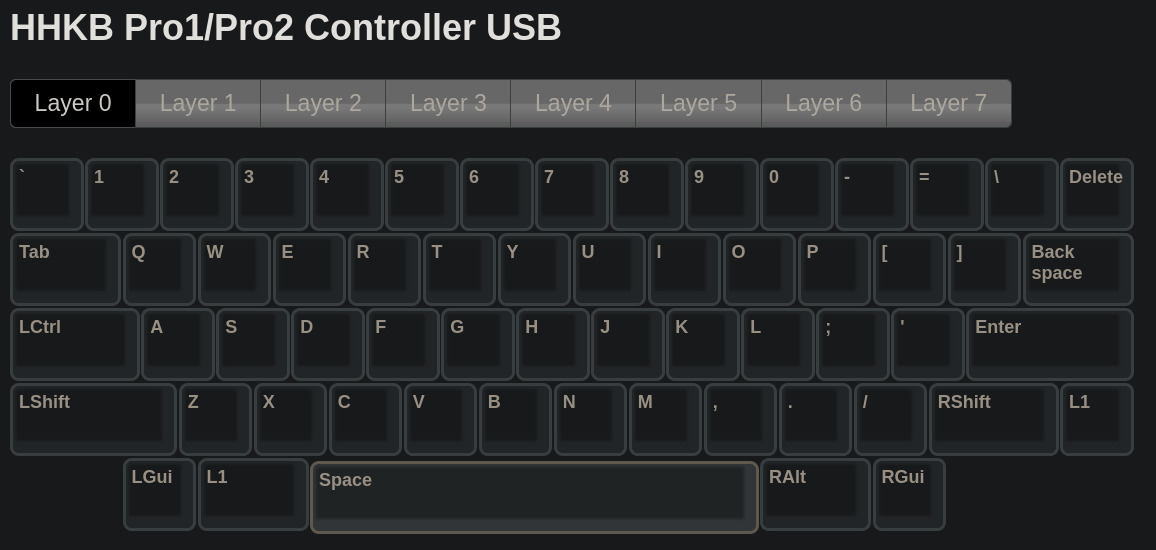 HHKB Pro1/Pro2 Controller USB
Layer 0 Layer 1 Layer 2 Layer 3 Layer 4 Layer 5 Layer 6 Layer 7
` 1 2 3 4 5 6 7 8 9 0 - = \ Delete
Tab Q W E R T Y U I O P [ ] Back
space
LCtrl A S D F G H J K L ; ' Enter
LShift Z X C V B N M , . / RShift L1
LGui L1 Space RAlt RGui